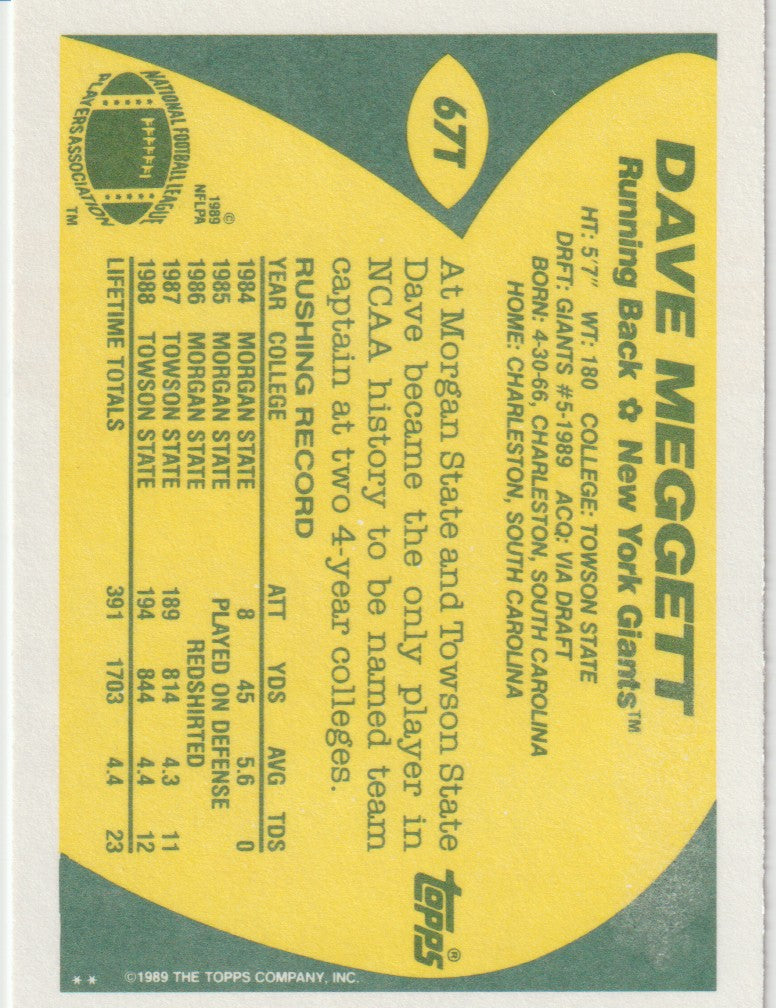 67T
DAVE MEGGETT
Running Back ✿ New York Giants™
HT: 5'7" WT: 180 COLLEGE: TOWSON STATE
DRFT: GIANTS #5-1989 ACQ: VIA DRAFT
BORN: 4-30-66, CHARLESTON, SOUTH CAROLINA
HOME: CHARLESTON, SOUTH CAROLINA
At Morgan State and Towson State
Dave became the only player in
NCAA history to be named team
captain at two 4-year colleges.
RUSHING RECORD
YEAR COLLEGE ATT YDS AVG TDS
1984 MORGAN STATE 8 45 5.6 0
1985 MORGAN STATE PLAYED ON DEFENSE
1986 MORGAN STATE REDSHIRTED
1987 TOWSON STATE 189 814 4.3 11
1988 TOWSON STATE 194 844 4.4 12
LIFETIME TOTALS 391 1703 4.4 23
NATIONAL FOOTBALL LEAGUE
PLAYERS ASSOCIATION
TM
©
1989
NFLPA
topps®
** ©1989 THE TOPPS COMPANY, INC.